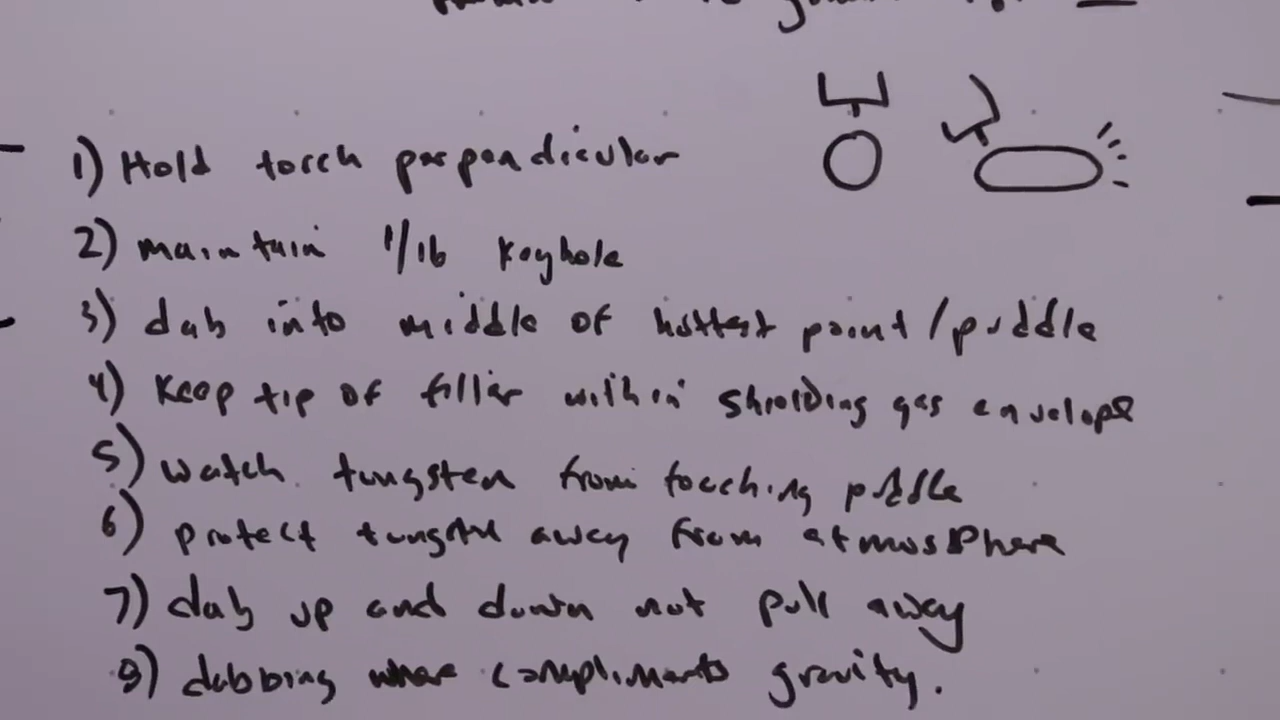 1) Hold torch perpendicular
2) maintain 1/16 keyhole
3) dab into middle of hottest point/puddle
4) Keep tip of filler within shielding gas envelope
5) watch tungsten from touching puddle
6) protect tungsten away from atmosphere
7) dab up and down not pull away
8) dabbing where compliments gravity.